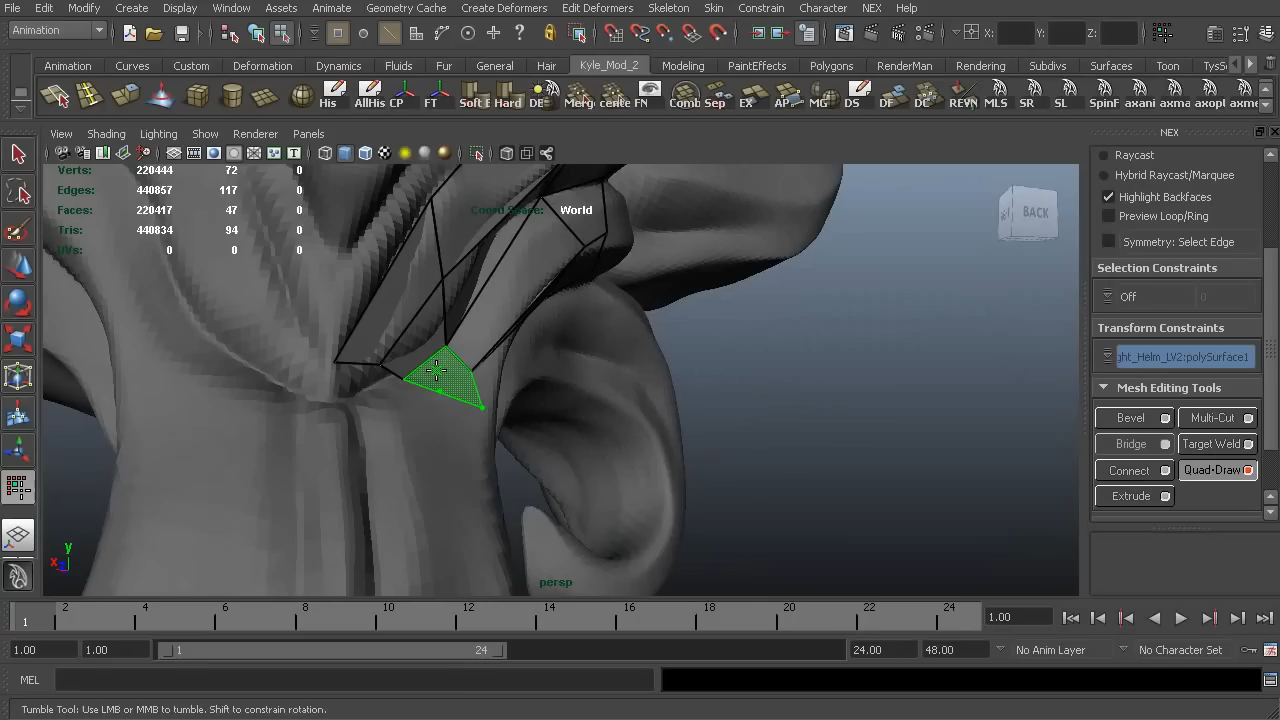 File Edit Modify Create Display Window Assets Animate Geometry Cache Create Deformers Edit Deformers Skeleton Skin Constrain Character NEX Help
Animation X: Y: Z:
Animation Curves Custom Deformation Dynamics Fluids Fur General Hair Kyle_Mod_2 Modeling PaintEffects Polygons RenderMan Rendering Subdivs Surfaces Toon TysS
His AllHis CP FT Soft E Hard DE Merg cente FN Comb Sep EX AP MG DS DF DC REVN MLS SR SL SpinF axani axma axopl axme
View Shading Lighting Show Renderer Panels
NEX
Verts: 220444 72 0
Edges: 440857 117 0
Faces: 220417 47 0
Tris: 440834 94 0
UVs: 0 0 0
Coord Space: World
BACK
Raycast
Hybrid Raycast/Marquee
Highlight Backfaces
Preview Loop/Ring
Symmetry: Select Edge
Selection Constraints
Off 0
Transform Constraints
ght_Helm_LV2:polySurface1
Mesh Editing Tools
Bevel Multi-Cut
Bridge Target Weld
Connect Quad-Draw
Extrude
y
x z
persp
2 4 6 8 10 12 14 16 18 20 22 24
1 1.00
1.00 1.00 1 24 24.00 48.00 No Anim Layer No Character Set
MEL
Tumble Tool: Use LMB or MMB to tumble. Shift to constrain rotation.